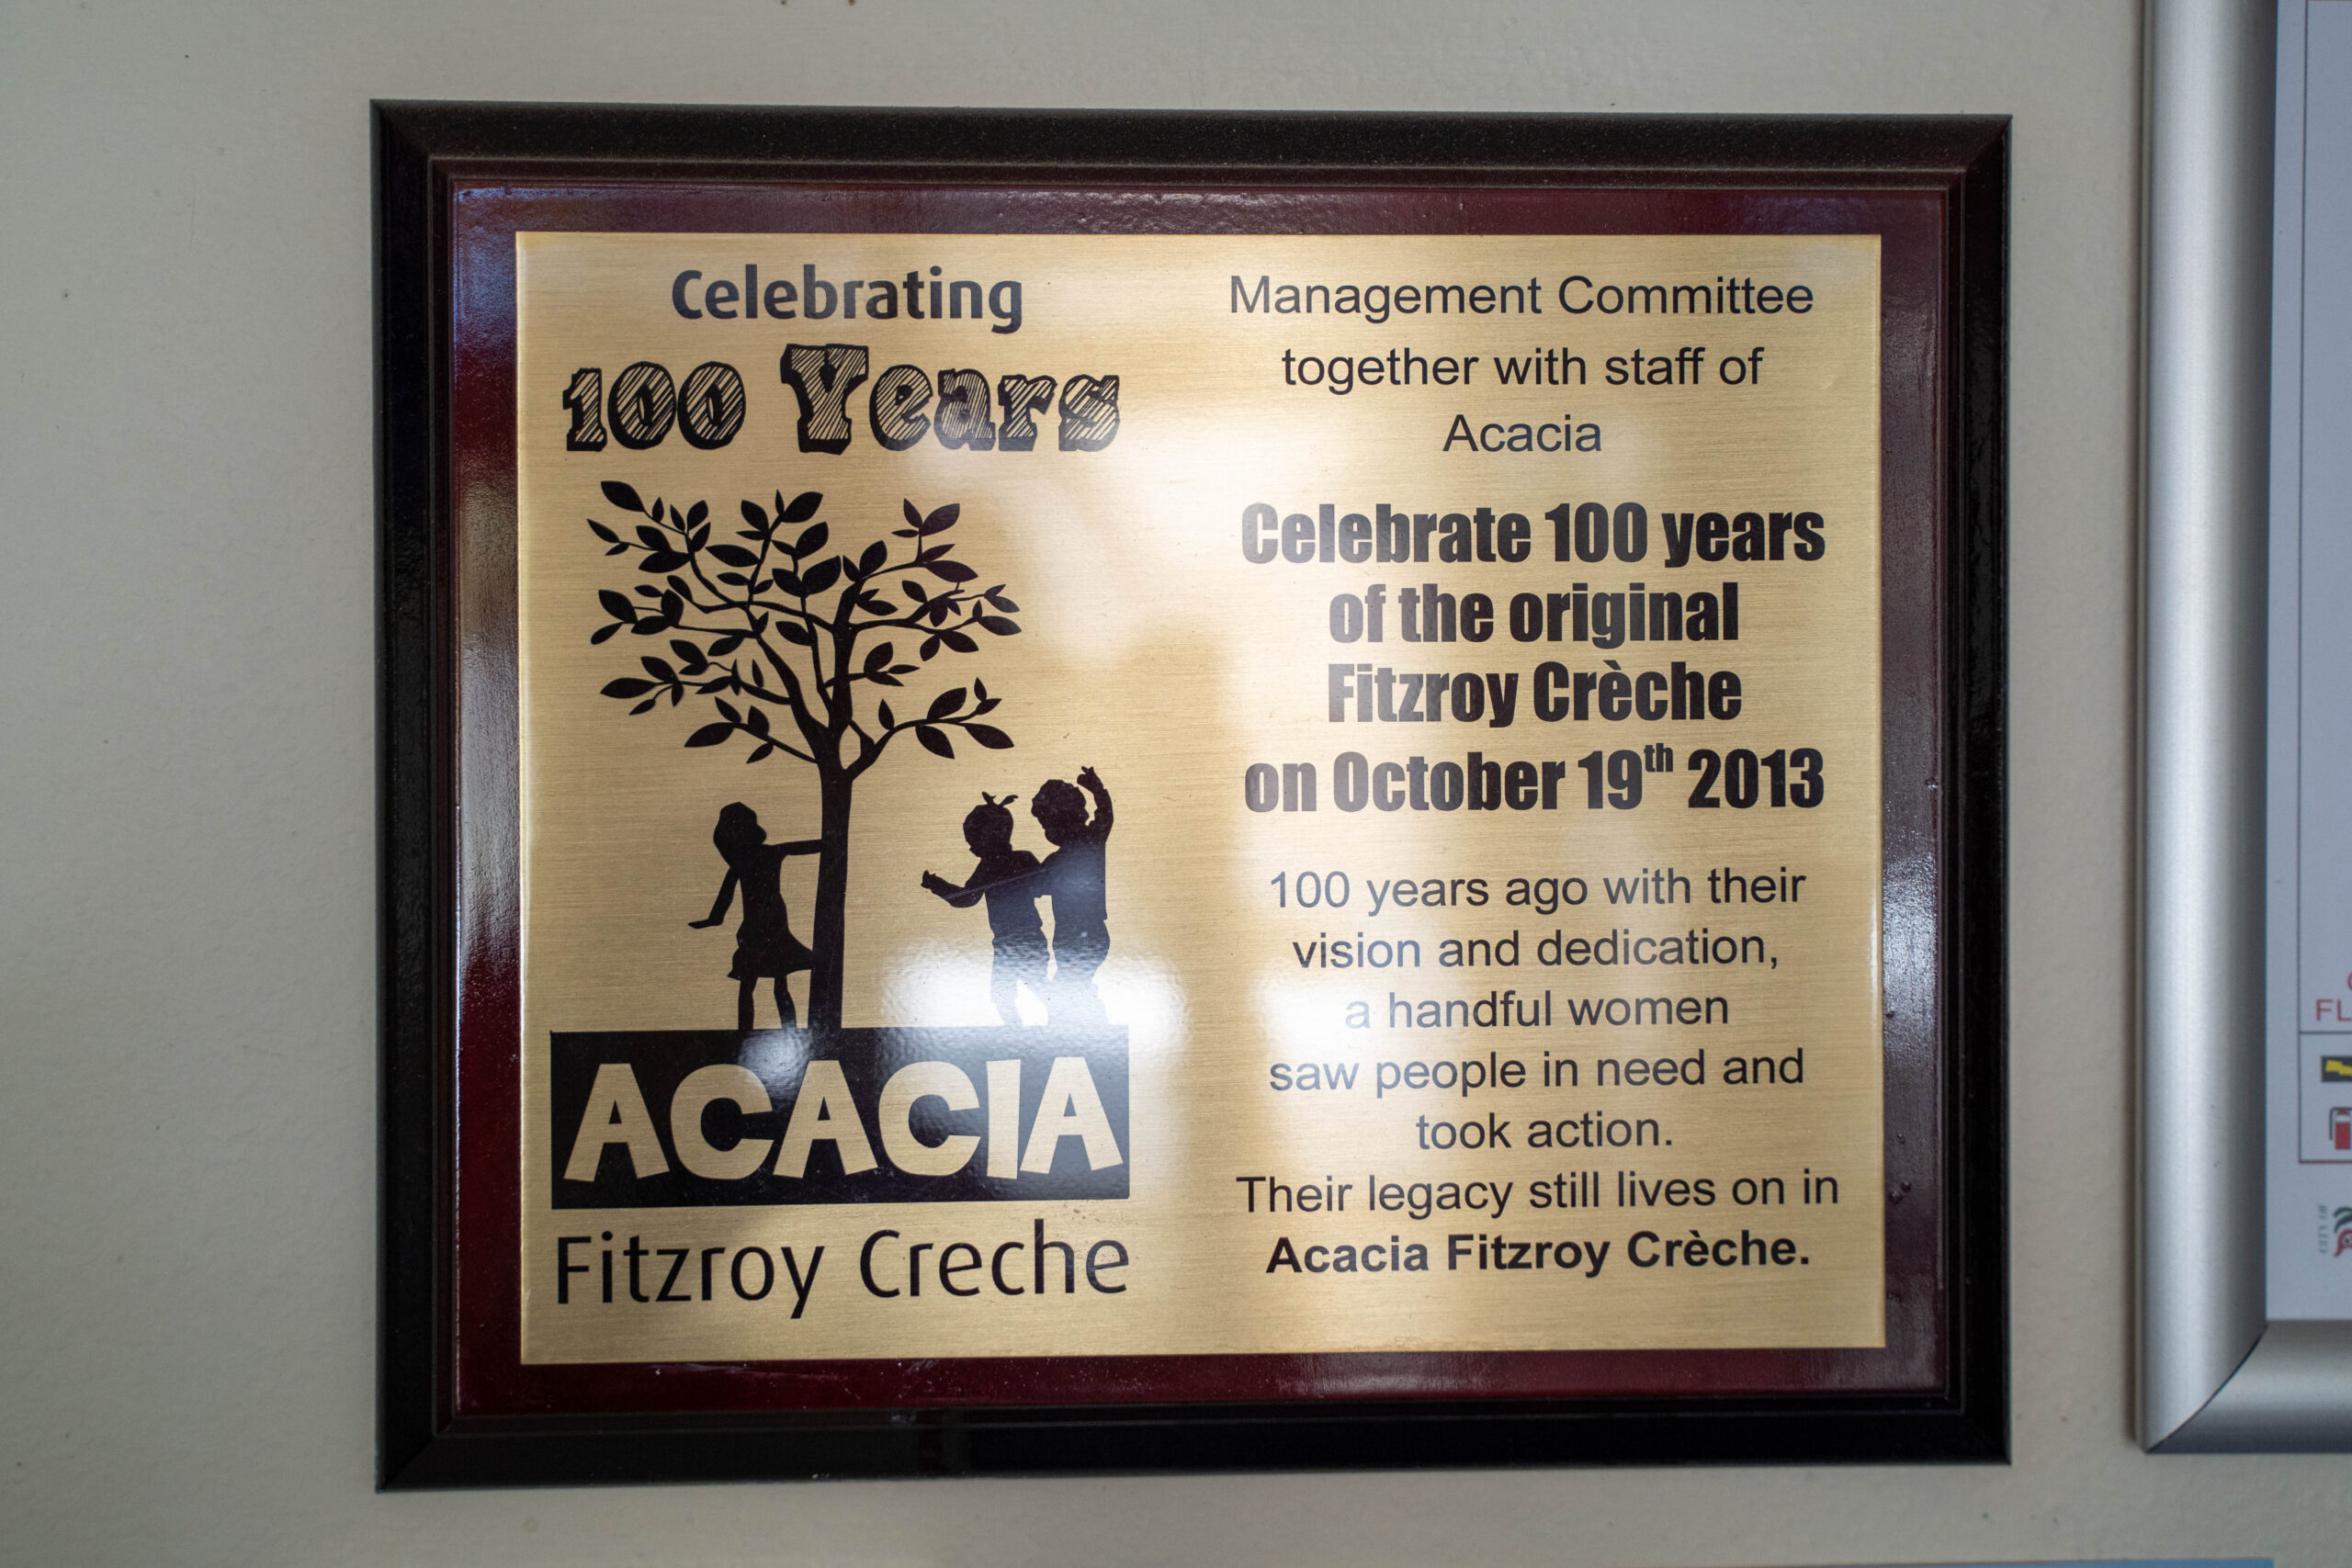 Celebrating
100 Years
ACACIA
Fitzroy Creche
Management Committee
together with staff of
Acacia
Celebrate 100 years
of the original
Fitzroy Crèche
on October 19th 2013
100 years ago with their
vision and dedication,
a handful women
saw people in need and
took action.
Their legacy still lives on in
Acacia Fitzroy Crèche.
FL